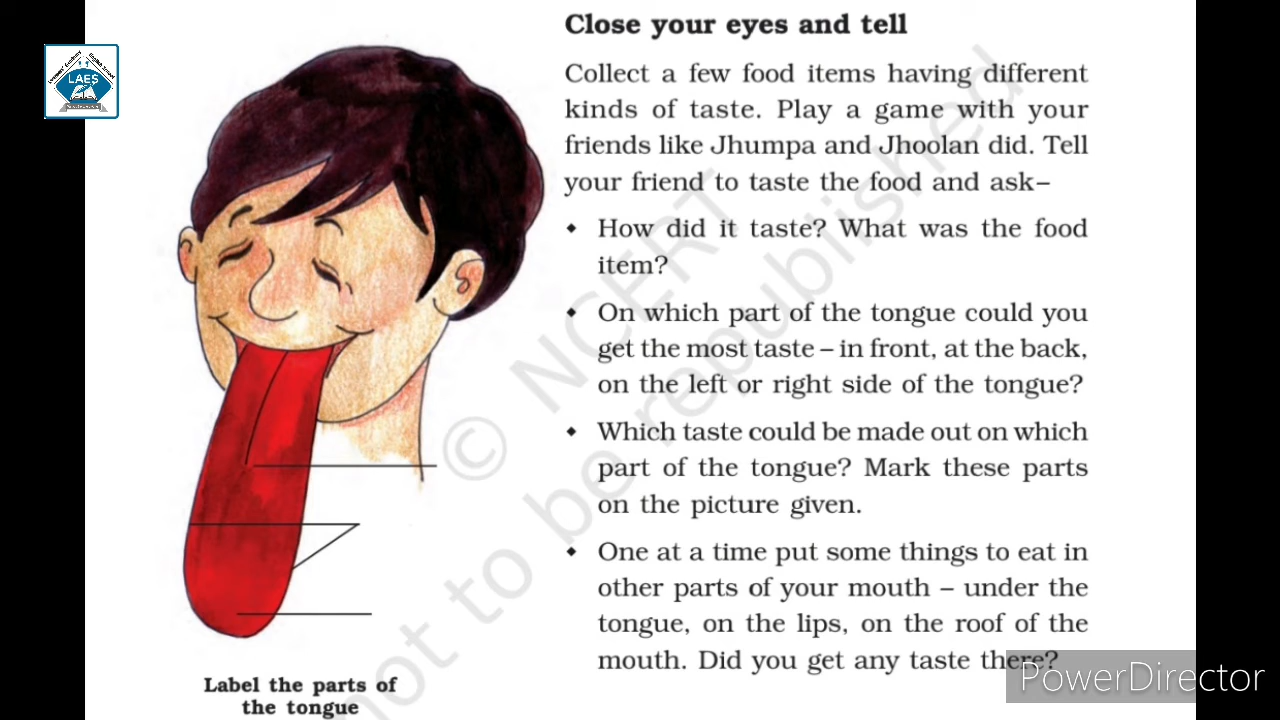 LAES
Close your eyes and tell
Collect a few food items having different
kinds of taste. Play a game with your
friends like Jhumpa and Jhoolan did. Tell
your friend to taste the food and ask–
• How did it taste? What was the food
item?
• On which part of the tongue could you
get the most taste – in front, at the back,
on the left or right side of the tongue?
• Which taste could be made out on which
part of the tongue? Mark these parts
on the picture given.
• One at a time put some things to eat in
other parts of your mouth – under the
tongue, on the lips, on the roof of the
mouth. Did you get any taste there?
Label the parts of
the tongue
© NCERT
not to be republished
PowerDirector